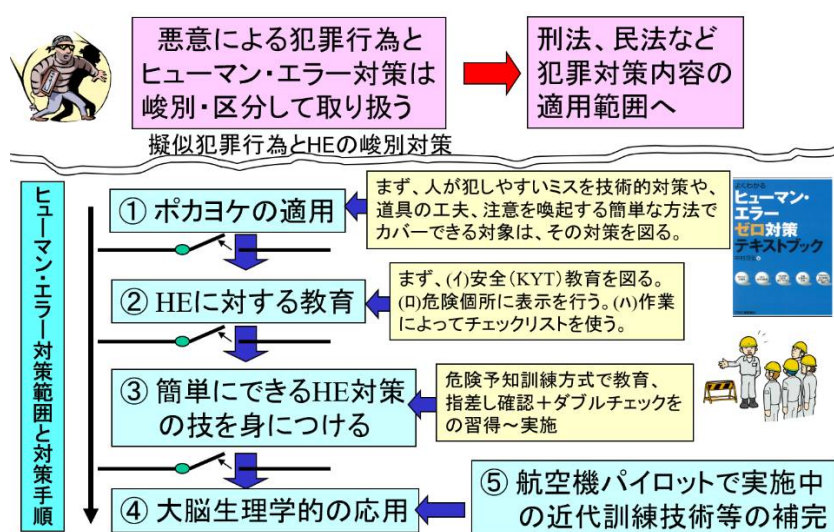 悪意による犯罪行為と
ヒューマン・エラー対策は
峻別・区分して取り扱う
刑法、民法など
犯罪対策内容の
適用範囲へ
擬似犯罪行為とHEの峻別対策
ヒューマン・エラー対策範囲と対策手順
① ポカヨケの適用
まず、人が犯しやすいミスを技術的対策や、
道具の工夫、注意を喚起する簡単な方法で
カバーできる対象は、その対策を図る。
よくわかる
ヒューマン・
エラー
ゼロ対策
テキストブック
② HEに対する教育
まず、(イ)安全(KYT)教育を図る。
(ロ)危険個所に表示を行う。(ハ)作業
によってチェックリストを使う。
③ 簡単にできるHE対策
の技を身につける
危険予知訓練方式で教育、
指差し確認+ダブルチェックを
の習得～実施
④ 大脳生理学的の応用
⑤ 航空機パイロットで実施中
の近代訓練技術等の補完